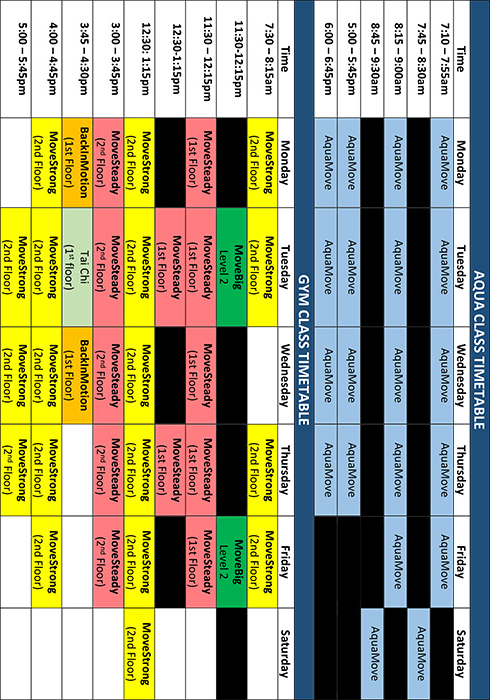 AQUA CLASS TIMETABLE
Time Monday Tuesday Wednesday Thursday Friday Saturday
7:10 – 7:55am AquaMove AquaMove AquaMove AquaMove AquaMove
7:45 – 8:30am AquaMove
8:15 – 9:00am AquaMove AquaMove AquaMove AquaMove AquaMove
8:45 – 9:30am AquaMove
5:00 – 5:45pm AquaMove AquaMove AquaMove AquaMove
6:00 – 6:45pm AquaMove AquaMove AquaMove AquaMove
GYM CLASS TIMETABLE
Time Monday Tuesday Wednesday Thursday Friday Saturday
7:30 – 8:15am MoveStrong MoveStrong MoveStrong MoveStrong
(2nd Floor) (2nd Floor) (2nd Floor) (2nd Floor)
11:30-12:15pm MoveBig MoveBig
Level 2 Level 2
11:30 – 12:15pm MoveSteady MoveSteady MoveSteady MoveSteady MoveSteady
(1st Floor) (1st Floor) (1st Floor) (1st Floor) (1st Floor)
12:30-1:15pm MoveSteady MoveSteady
(1st Floor) (1st Floor)
12:30: 1:15pm MoveStrong MoveStrong MoveStrong MoveStrong MoveStrong MoveStrong
(2nd Floor) (2nd Floor) (2nd Floor) (2nd Floor) (2nd Floor) (2nd Floor)
3:00 – 3:45pm MoveSteady MoveSteady MoveSteady MoveSteady MoveSteady
(2nd Floor) (2nd Floor) (2nd Floor) (2nd Floor) (2nd Floor)
3:45 – 4:30pm BackInMotion Tai Chi BackInMotion
(1st Floor) (1st floor) (1st Floor)
4:00 – 4:45pm MoveStrong MoveStrong MoveStrong MoveStrong MoveStrong
(2nd Floor) (2nd Floor) (2nd Floor) (2nd Floor) (2nd Floor)
5:00 – 5:45pm MoveStrong MoveStrong MoveStrong
(2nd Floor) (2nd Floor) (2nd Floor)